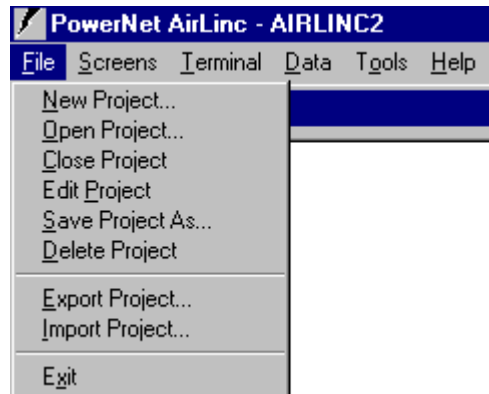 PowerNet AirLinc - AIRLINC2
File Screens Terminal Data Tools Help
New Project...
Open Project...
Close Project
Edit Project
Save Project As...
Delete Project
Export Project...
Import Project...
Exit